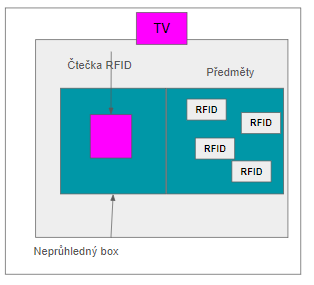 TV
Čtečka RFID
Předměty
RFID
RFID
RFID
RFID
Neprůhledný box